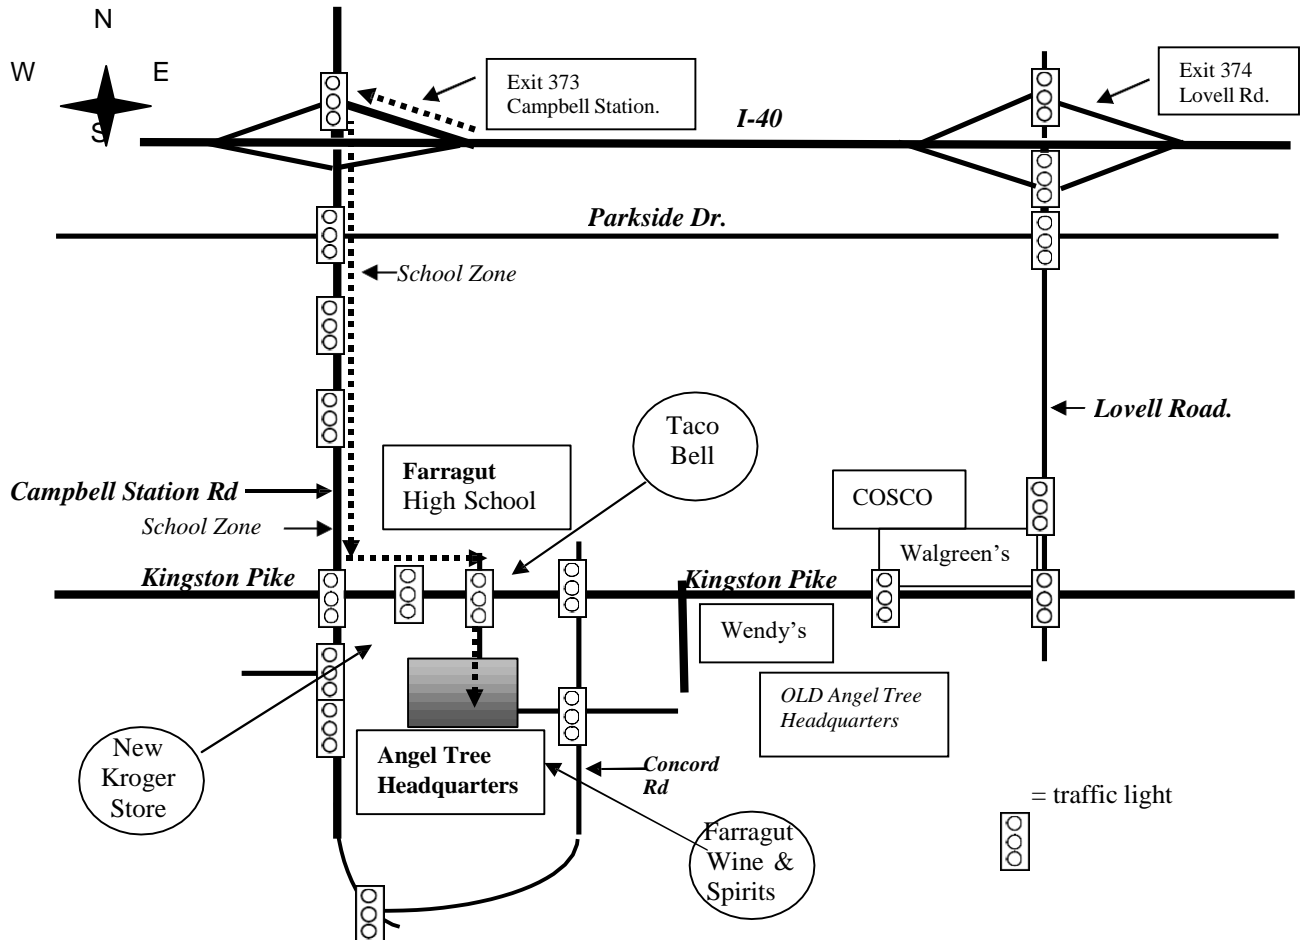 N
W
E
S
Exit 373
Campbell Station.
Exit 374
Lovell Rd.
I-40
Parkside Dr.
School Zone
Lovell Road.
Taco
Bell
Farragut
High School
Campbell Station Rd
School Zone
COSCO
Walgreen's
Kingston Pike
Kingston Pike
Wendy's
OLD Angel Tree
Headquarters
New
Kroger
Store
Angel Tree
Headquarters
Concord
Rd
= traffic light
Farragut
Wine &
Spirits